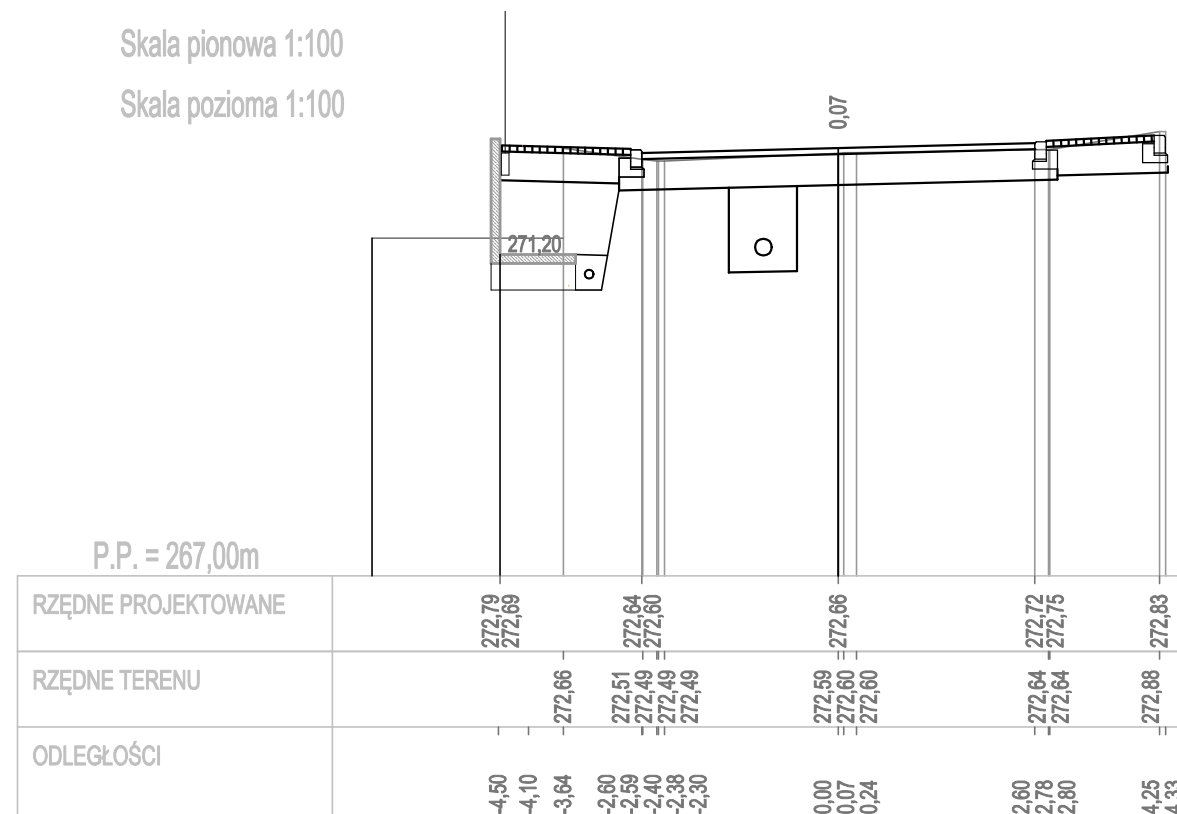 Skala pionowa 1:100
Skala pozioma 1:100
0,07
271,20
P.P. = 267,00m
RZĘDNE PROJEKTOWANE
272,79 272,69 272,64 272,60 272,66 272,72 272,75 272,83
RZĘDNE TERENU
272,66 272,51 272,49 272,49 272,49 272,59 272,60 272,60 272,64 272,64 272,88
ODLEGŁOŚCI
-4,50 -4,10 -3,64 -2,60 -2,59 -2,40 -2,38 -2,30 0,00 0,07 0,24 2,60 2,78 2,80 4,25 4,33